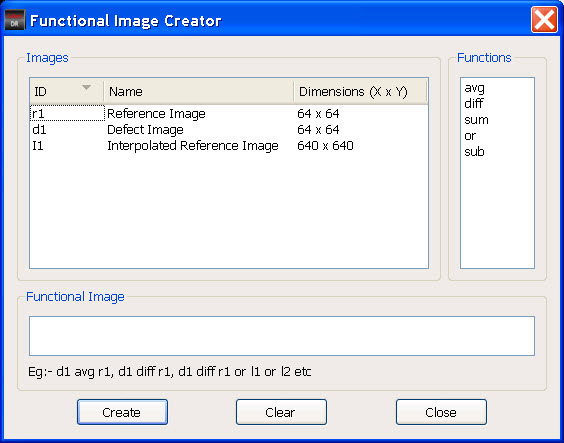 DR Functional Image Creator
Images
Functions
ID Name Dimensions (X x Y)
r1 Reference Image 64 x 64
d1 Defect Image 64 x 64
I1 Interpolated Reference Image 640 x 640
avg
diff
sum
or
sub
Functional Image
Eg:- d1 avg r1, d1 diff r1, d1 diff r1 or l1 or l2 etc
Create Clear Close